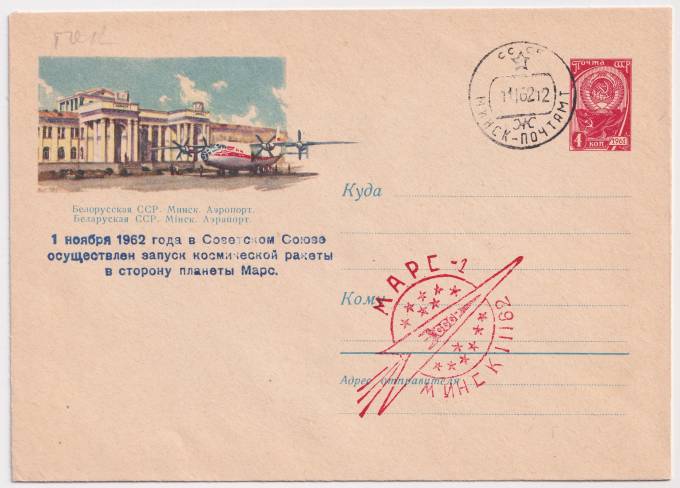 ПОЧТА СССР
4 КОП. 1961
СССР
1 11 62 12
Ж
МИНСК-ПОЧТАМТ
Белорусская ССР. Минск. Аэропорт.
Беларуская ССР. Мінск. Аэрапорт.
1 ноября 1962 года в Советском Союзе
осуществлен запуск космической ракеты
в сторону планеты Марс.
Куда
Кому
Адрес отправителя
МАРС-1
МИНСК 1 11 62